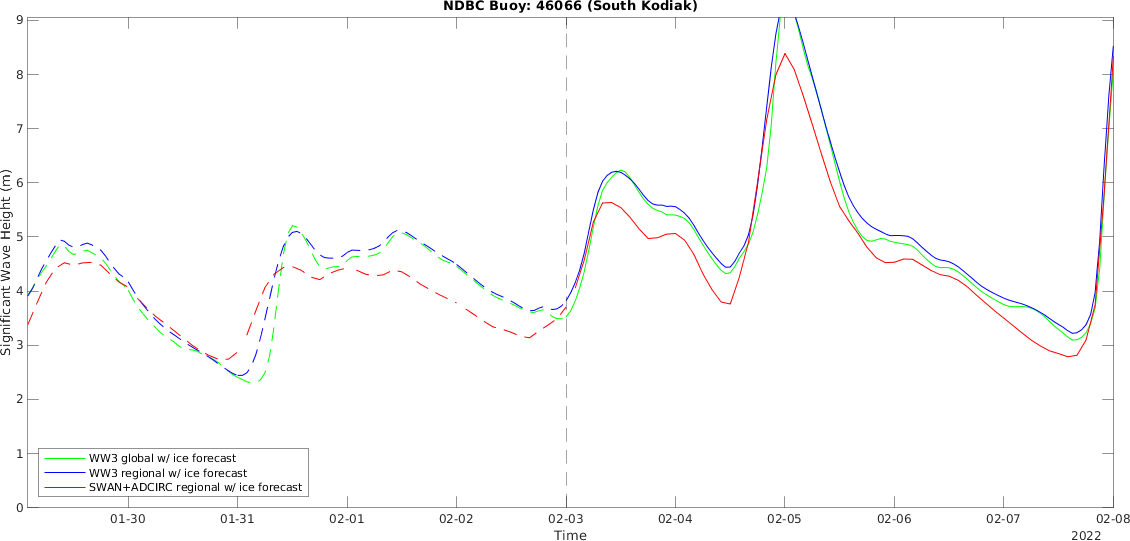 NDBC Buoy: 46066 (South Kodiak)
Significant Wave Height (m)
9
8
7
6
5
4
3
2
1
0
WW3 global w/ ice forecast
WW3 regional w/ ice forecast
SWAN+ADCIRC regional w/ ice forecast
01-30 01-31 02-01 02-02 02-03 02-04 02-05 02-06 02-07 02-08
Time
2022